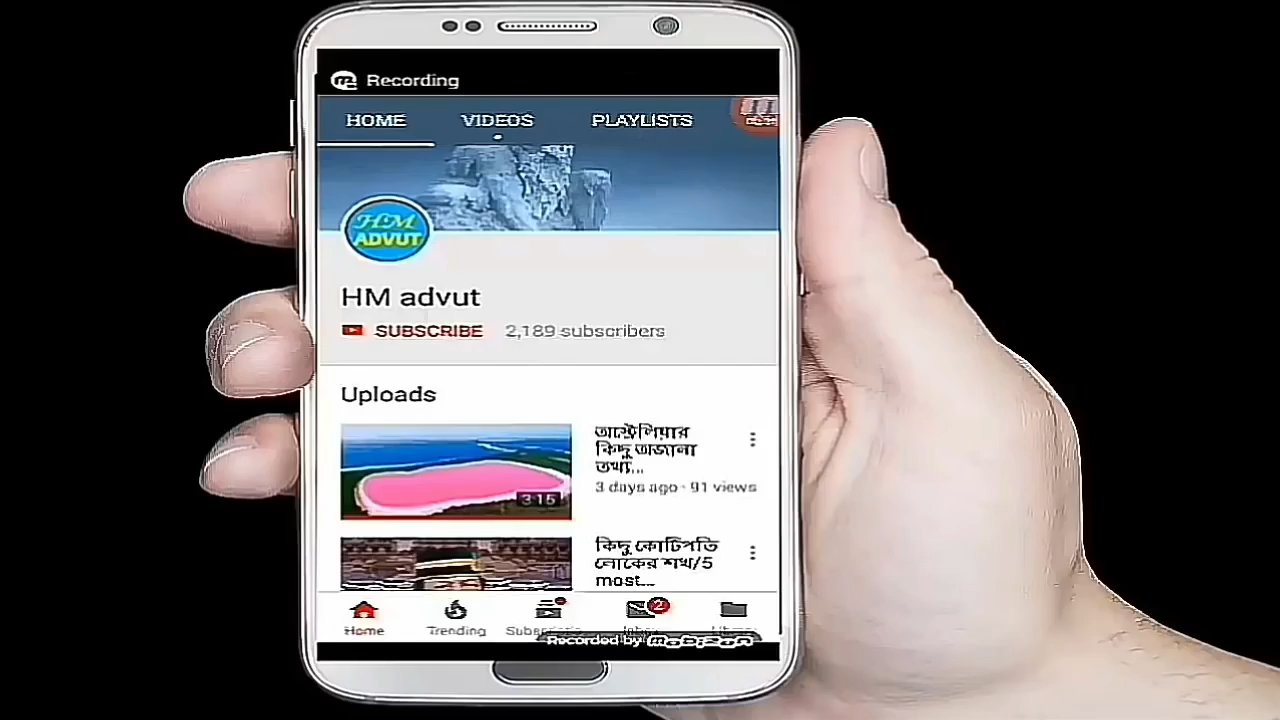 Recording
HOME VIDEOS PLAYLISTS
HM
ADVUT
HM advut
SUBSCRIBE 2,189 subscribers
Uploads
অস্ট্রেলিয়ার
কিছু অজানা
তথ্য...
3 days ago · 91 views
3:15
কিছু কোটিপতি
লোকের শখ/5
most...
Home Trending
Recorded by mobizen